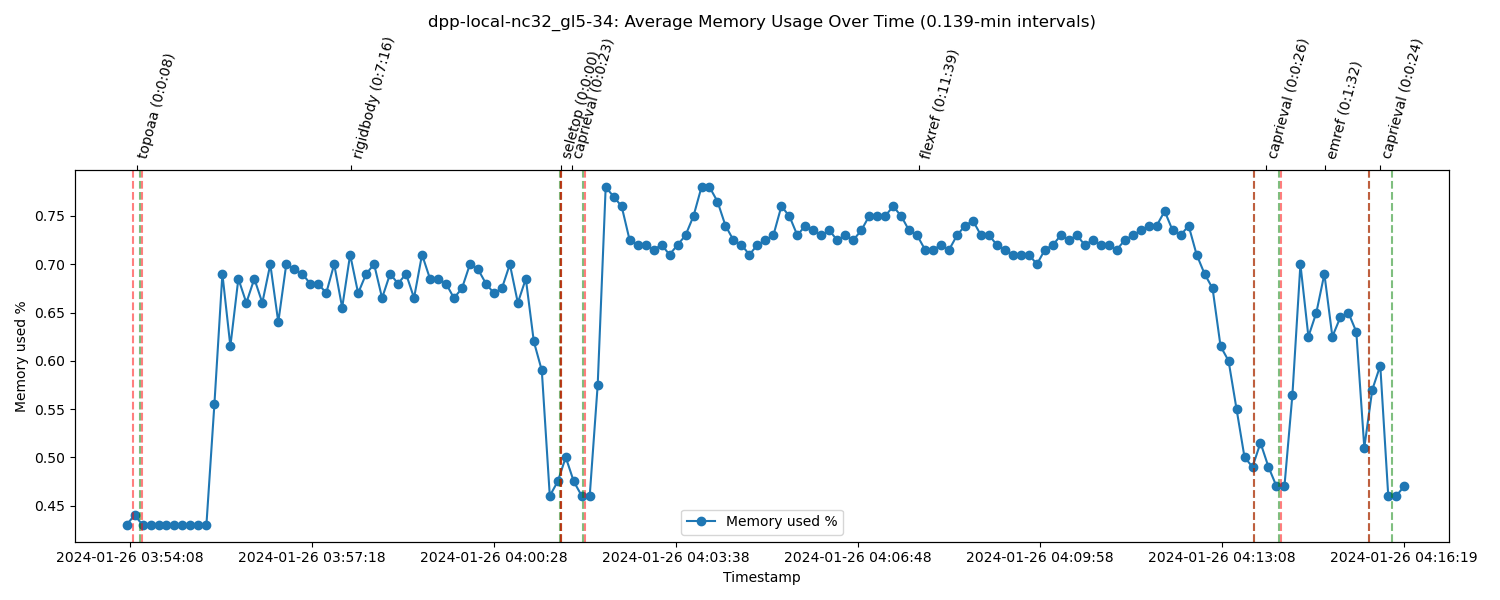 dpp-local-nc32_gl5-34: Average Memory Usage Over Time (0.139-min intervals)
topoaa (0:0:08)
rigidbody (0:7:16)
seletop (0:0:00)
caprieval (0:0:23)
flexref (0:11:39)
caprieval (0:0:26)
emref (0:1:32)
caprieval (0:0:24)
Memory used %
0.75
0.70
0.65
0.60
0.55
0.50
0.45
Memory used %
2024-01-26 03:54:08
2024-01-26 03:57:18
2024-01-26 04:00:28
2024-01-26 04:03:38
2024-01-26 04:06:48
2024-01-26 04:09:58
2024-01-26 04:13:08
2024-01-26 04:16:19
Timestamp